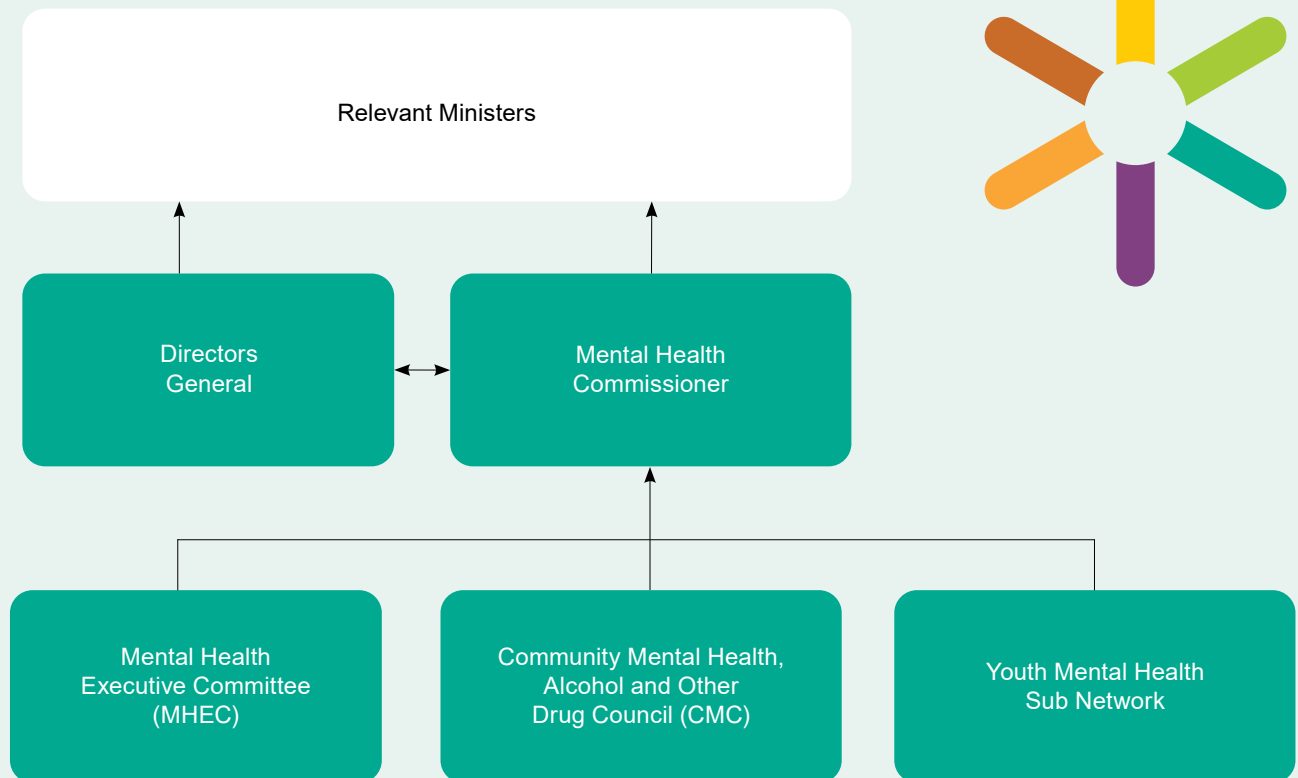 Relevant Ministers
Directors
General
Mental Health
Commissioner
Mental Health
Executive Committee
(MHEC)
Community Mental Health,
Alcohol and Other
Drug Council (CMC)
Youth Mental Health
Sub Network